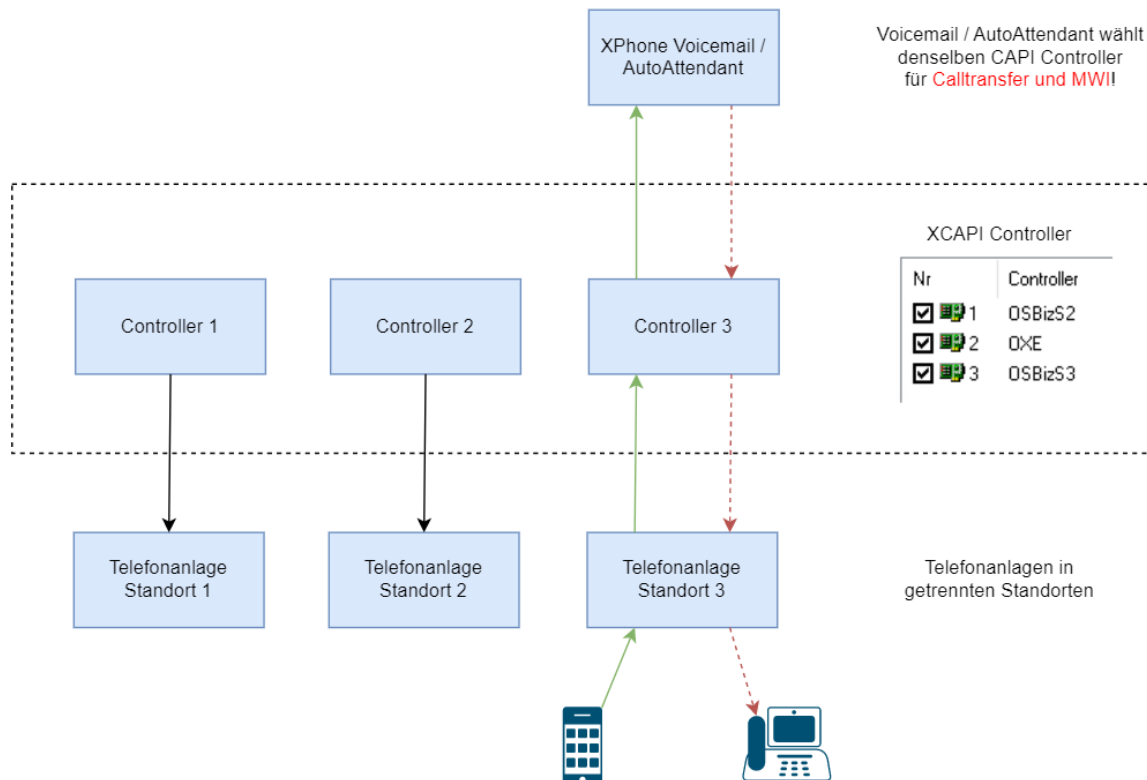 XPhone Voicemail /
AutoAttendant
Voicemail / AutoAttendant wählt
denselben CAPI Controller
für Calltransfer und MWI!
XCAPI Controller
Nr Controller
1 OSBizS2
2 OXE
3 OSBizS3
Controller 1
Controller 2
Controller 3
Telefonanlage
Standort 1
Telefonanlage
Standort 2
Telefonanlage
Standort 3
Telefonanlagen in
getrennten Standorten